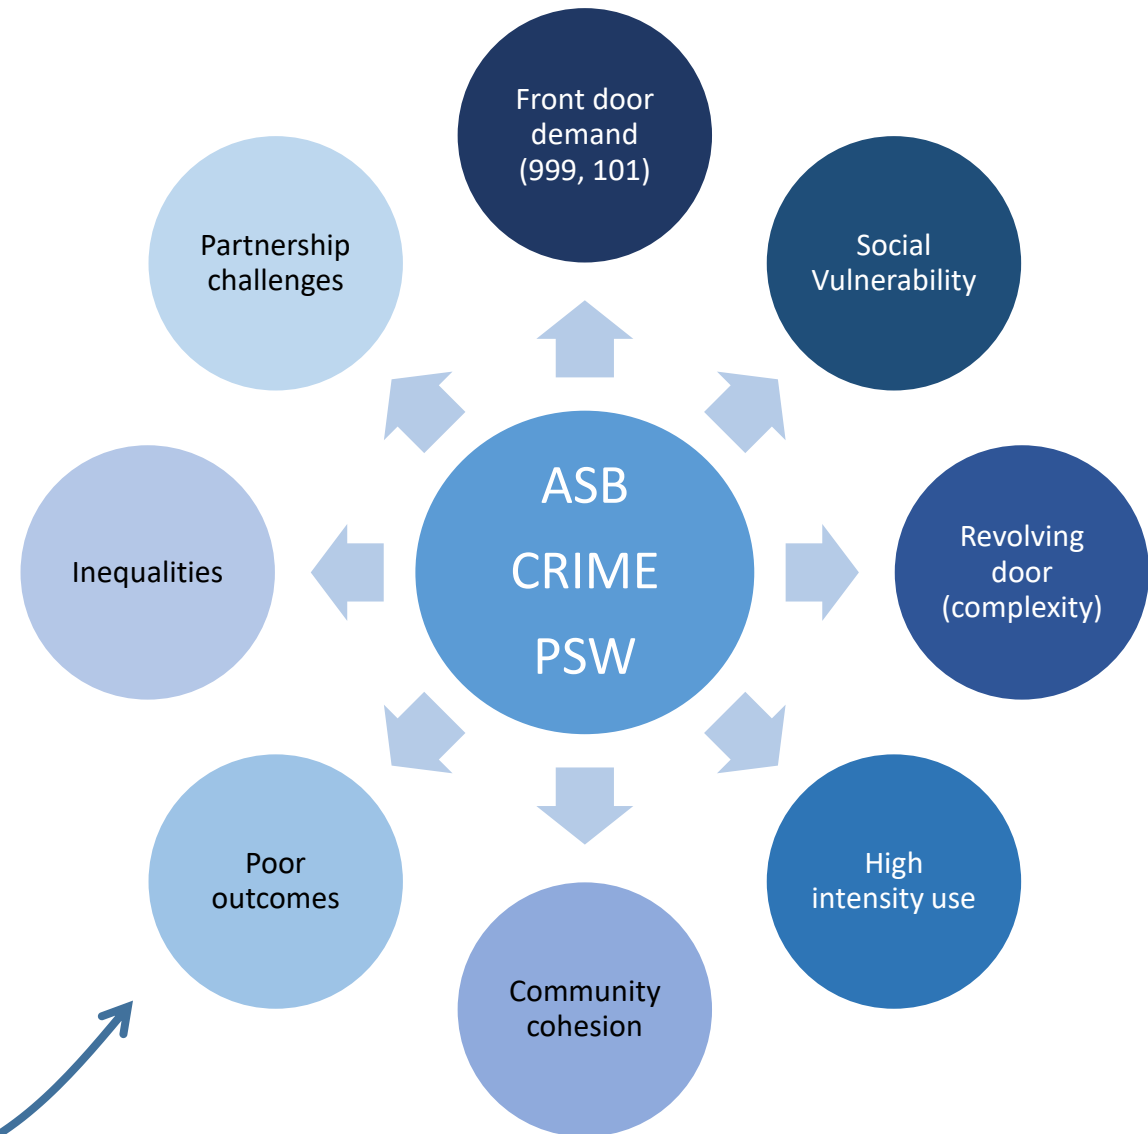 Front door
demand
(999, 101)
Social
Vulnerability
Revolving
door
(complexity)
High
intensity use
Community
cohesion
Poor
outcomes
Inequalities
Partnership
challenges
ASB
CRIME
PSW